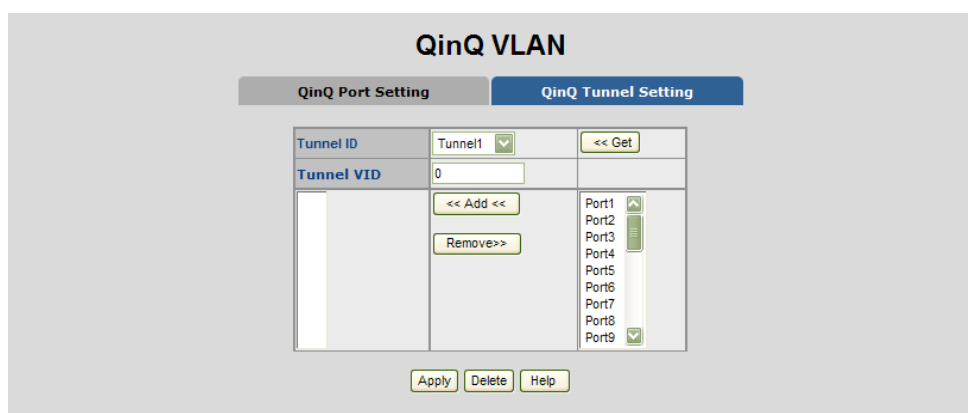 QinQ VLAN
QinQ Port Setting QinQ Tunnel Setting
Tunnel ID Tunnel1 << Get
Tunnel VID 0
<< Add <<
Remove>>
Port1
Port2
Port3
Port4
Port5
Port6
Port7
Port8
Port9
Apply Delete Help